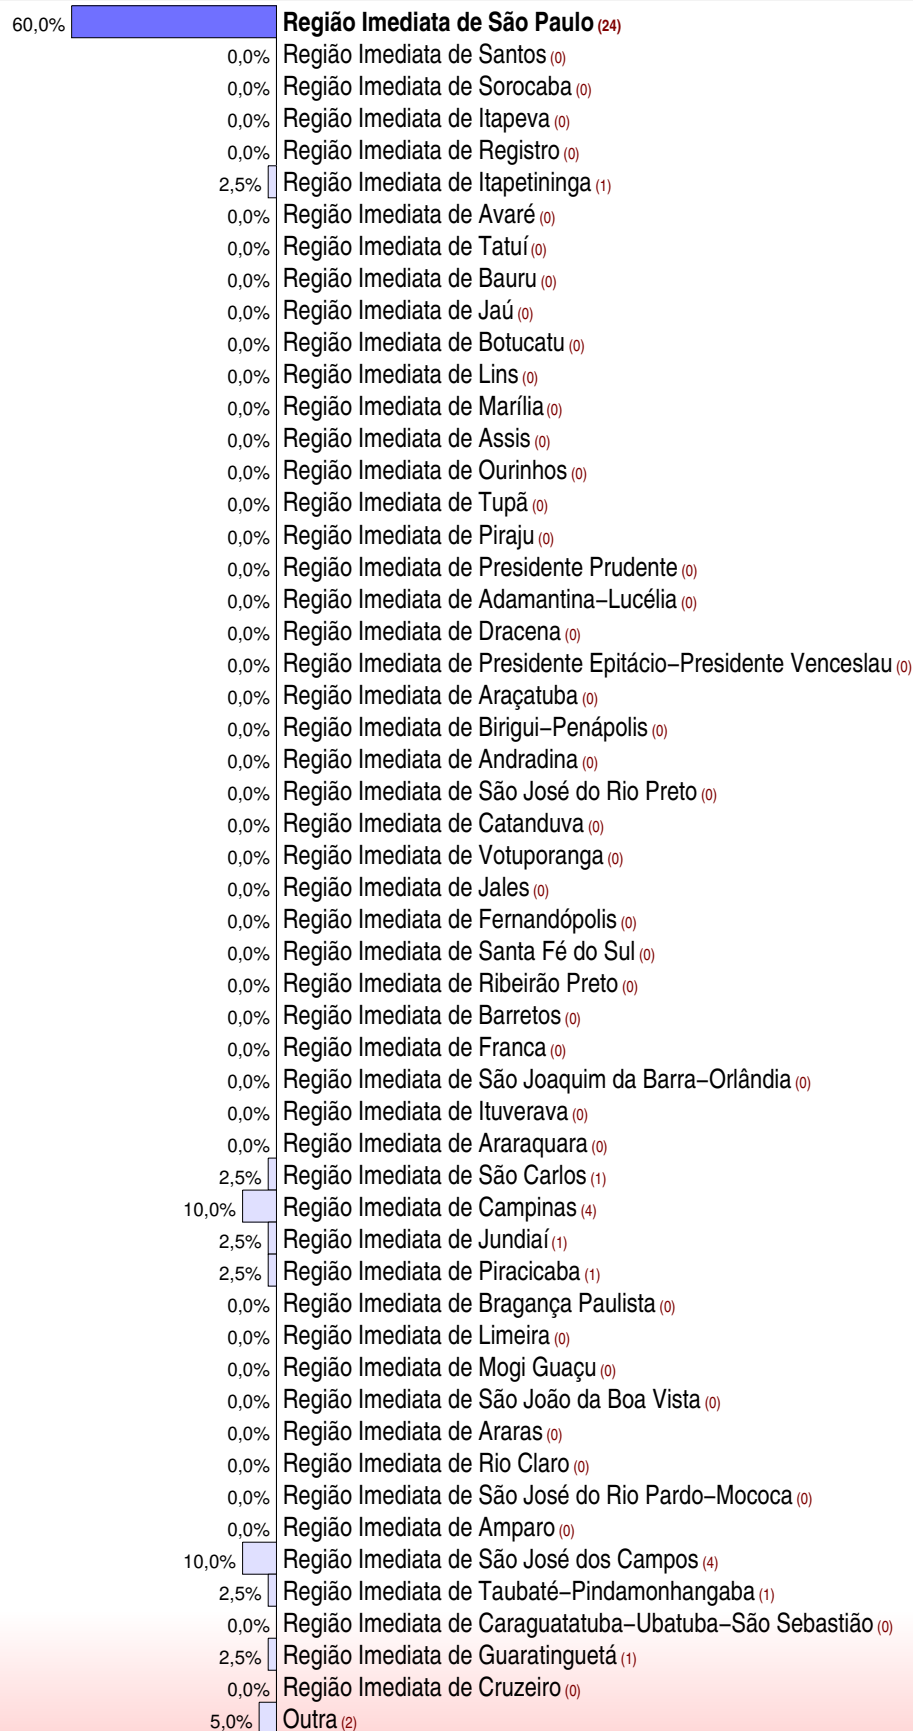 60,0% Região Imediata de São Paulo (24)
0,0% Região Imediata de Santos (0)
0,0% Região Imediata de Sorocaba (0)
0,0% Região Imediata de Itapeva (0)
0,0% Região Imediata de Registro (0)
2,5% Região Imediata de Itapetininga (1)
0,0% Região Imediata de Avaré (0)
0,0% Região Imediata de Tatuí (0)
0,0% Região Imediata de Bauru (0)
0,0% Região Imediata de Jaú (0)
0,0% Região Imediata de Botucatu (0)
0,0% Região Imediata de Lins (0)
0,0% Região Imediata de Marília (0)
0,0% Região Imediata de Assis (0)
0,0% Região Imediata de Ourinhos (0)
0,0% Região Imediata de Tupã (0)
0,0% Região Imediata de Piraju (0)
0,0% Região Imediata de Presidente Prudente (0)
0,0% Região Imediata de Adamantina−Lucélia (0)
0,0% Região Imediata de Dracena (0)
0,0% Região Imediata de Presidente Epitácio−Presidente Venceslau (0)
0,0% Região Imediata de Araçatuba (0)
0,0% Região Imediata de Birigui−Penápolis (0)
0,0% Região Imediata de Andradina (0)
0,0% Região Imediata de São José do Rio Preto (0)
0,0% Região Imediata de Catanduva (0)
0,0% Região Imediata de Votuporanga (0)
0,0% Região Imediata de Jales (0)
0,0% Região Imediata de Fernandópolis (0)
0,0% Região Imediata de Santa Fé do Sul (0)
0,0% Região Imediata de Ribeirão Preto (0)
0,0% Região Imediata de Barretos (0)
0,0% Região Imediata de Franca (0)
0,0% Região Imediata de São Joaquim da Barra−Orlândia (0)
0,0% Região Imediata de Ituverava (0)
0,0% Região Imediata de Araraquara (0)
2,5% Região Imediata de São Carlos (1)
10,0% Região Imediata de Campinas (4)
2,5% Região Imediata de Jundiaí (1)
2,5% Região Imediata de Piracicaba (1)
0,0% Região Imediata de Bragança Paulista (0)
0,0% Região Imediata de Limeira (0)
0,0% Região Imediata de Mogi Guaçu (0)
0,0% Região Imediata de São João da Boa Vista (0)
0,0% Região Imediata de Araras (0)
0,0% Região Imediata de Rio Claro (0)
0,0% Região Imediata de São José do Rio Pardo−Mococa (0)
0,0% Região Imediata de Amparo (0)
10,0% Região Imediata de São José dos Campos (4)
2,5% Região Imediata de Taubaté−Pindamonhangaba (1)
0,0% Região Imediata de Caraguatatuba−Ubatuba−São Sebastião (0)
2,5% Região Imediata de Guaratinguetá (1)
0,0% Região Imediata de Cruzeiro (0)
5,0% Outra (2)